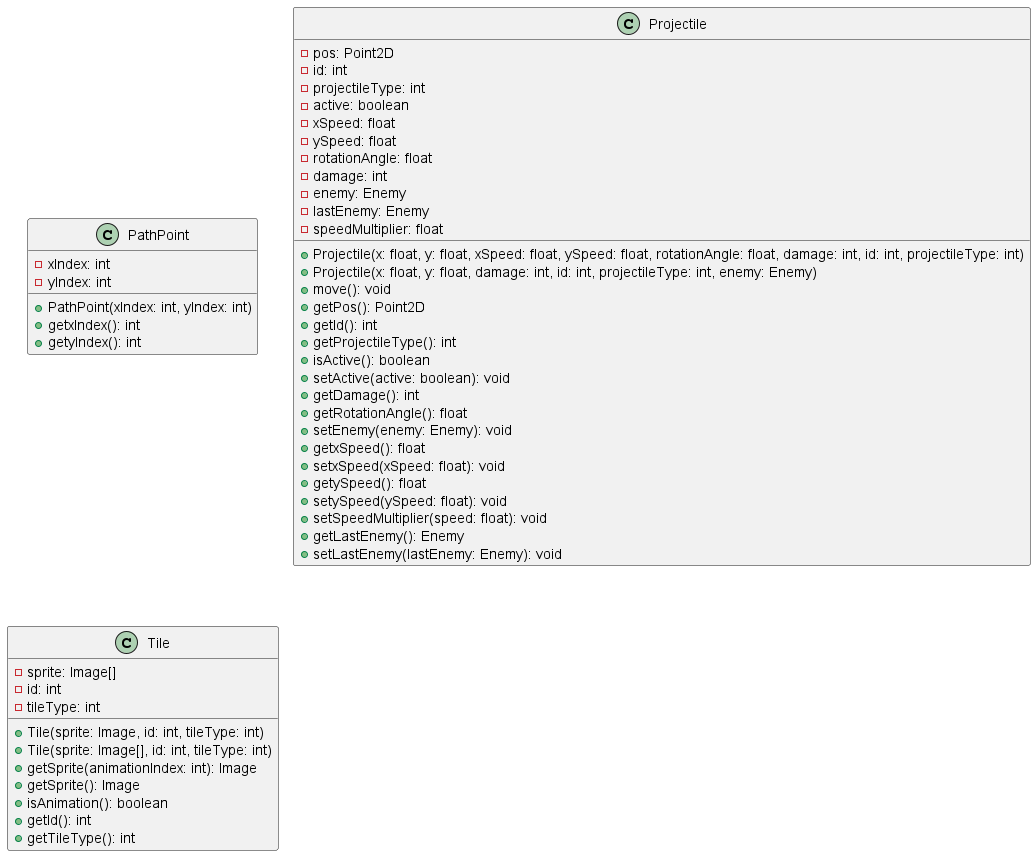 C PathPoint
xIndex: int
yIndex: int
PathPoint(xIndex: int, yIndex: int)
getxIndex(): int
getyIndex(): int
C Projectile
pos: Point2D
id: int
projectileType: int
active: boolean
xSpeed: float
ySpeed: float
rotationAngle: float
damage: int
enemy: Enemy
lastEnemy: Enemy
speedMultiplier: float
Projectile(x: float, y: float, xSpeed: float, ySpeed: float, rotationAngle: float, damage: int, id: int, projectileType: int)
Projectile(x: float, y: float, damage: int, id: int, projectileType: int, enemy: Enemy)
move(): void
getPos(): Point2D
getId(): int
getProjectileType(): int
isActive(): boolean
setActive(active: boolean): void
getDamage(): int
getRotationAngle(): float
setEnemy(enemy: Enemy): void
getxSpeed(): float
setxSpeed(xSpeed: float): void
getySpeed(): float
setySpeed(ySpeed: float): void
setSpeedMultiplier(speed: float): void
getLastEnemy(): Enemy
setLastEnemy(lastEnemy: Enemy): void
C Tile
sprite: Image[]
id: int
tileType: int
Tile(sprite: Image, id: int, tileType: int)
Tile(sprite: Image[], id: int, tileType: int)
getSprite(animationIndex: int): Image
getSprite(): Image
isAnimation(): boolean
getId(): int
getTileType(): int